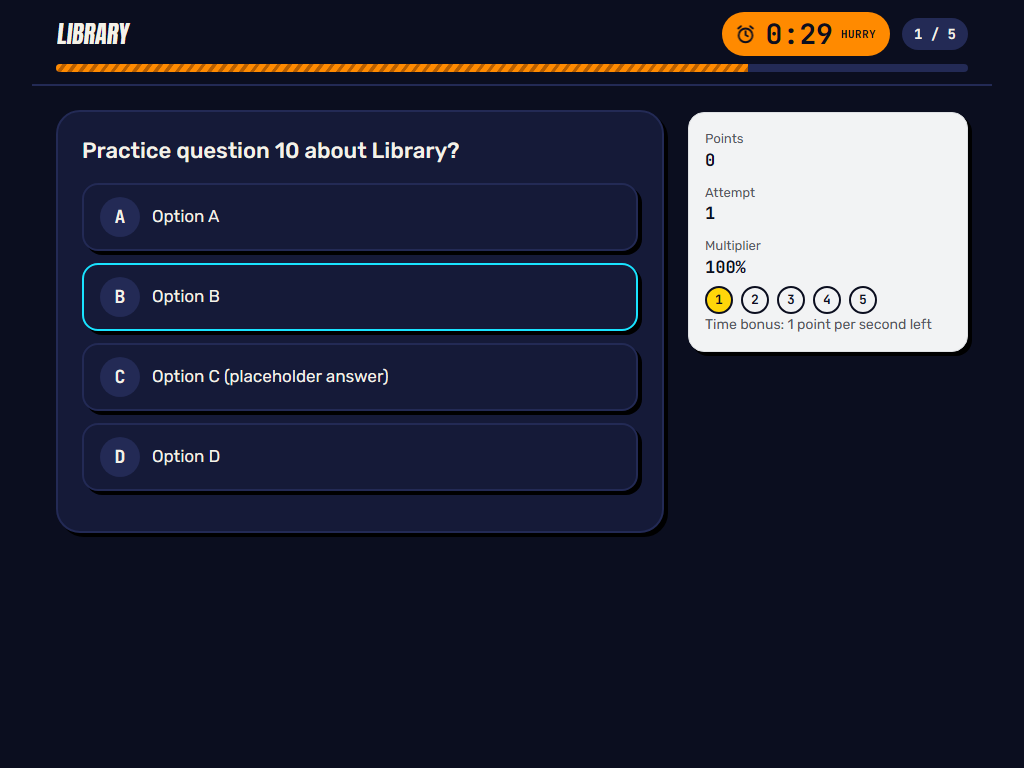 LIBRARY
0:29 HURRY
1 / 5
Practice question 10 about Library?
A Option A
B Option B
C Option C (placeholder answer)
D Option D
Points
0
Attempt
1
Multiplier
100%
1 2 3 4 5
Time bonus: 1 point per second left